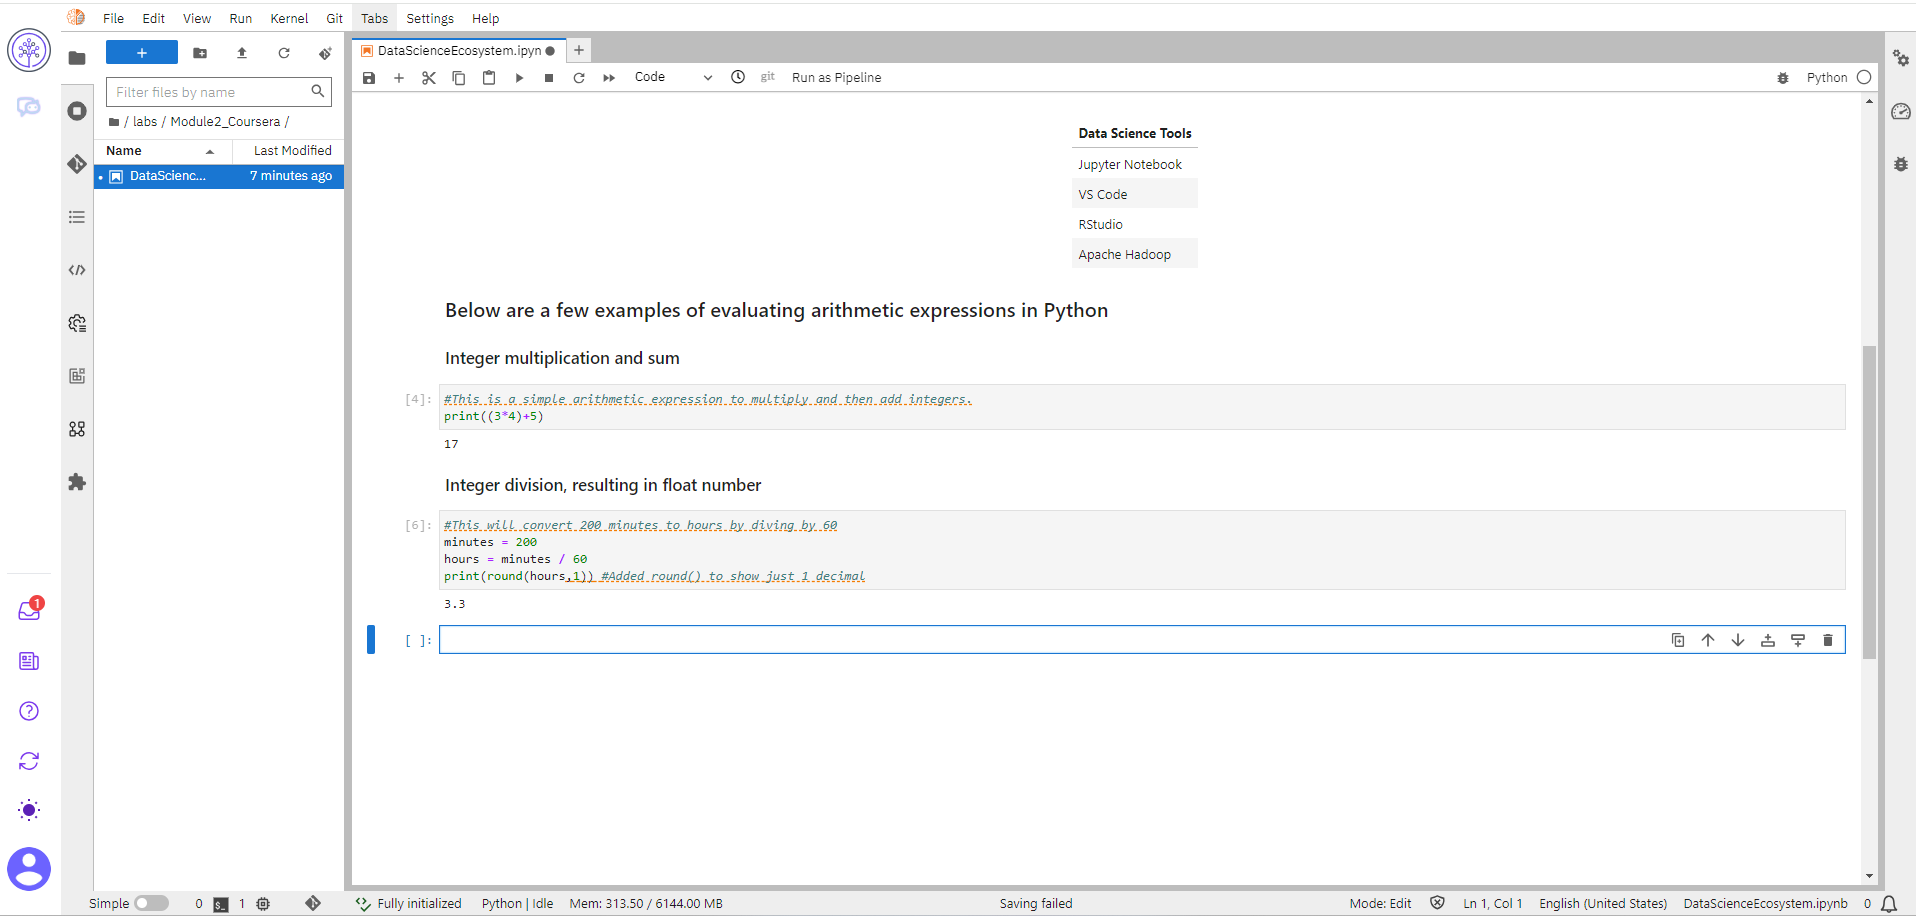 File Edit View Run Kernel Git Tabs Settings Help
Filter files by name
/ labs / Module2_Coursera /
Name Last Modified
DataScienc... 7 minutes ago
DataScienceEcosystem.ipyn
Code git Run as Pipeline Python
Data Science Tools
Jupyter Notebook
VS Code
RStudio
Apache Hadoop
Below are a few examples of evaluating arithmetic expressions in Python
Integer multiplication and sum
[4]: #This is a simple arithmetic expression to multiply and then add integers.
print((3*4)+5)
17
Integer division, resulting in float number
[6]: #This will convert 200 minutes to hours by diving by 60
minutes = 200
hours = minutes / 60
print(round(hours,1)) #Added round() to show just 1 decimal
3.3
[ ]:
1
Simple 0 $_ 1 Fully initialized Python | Idle Mem: 313.50 / 6144.00 MB Saving failed Mode: Edit Ln 1, Col 1 English (United States) DataScienceEcosystem.ipynb 0